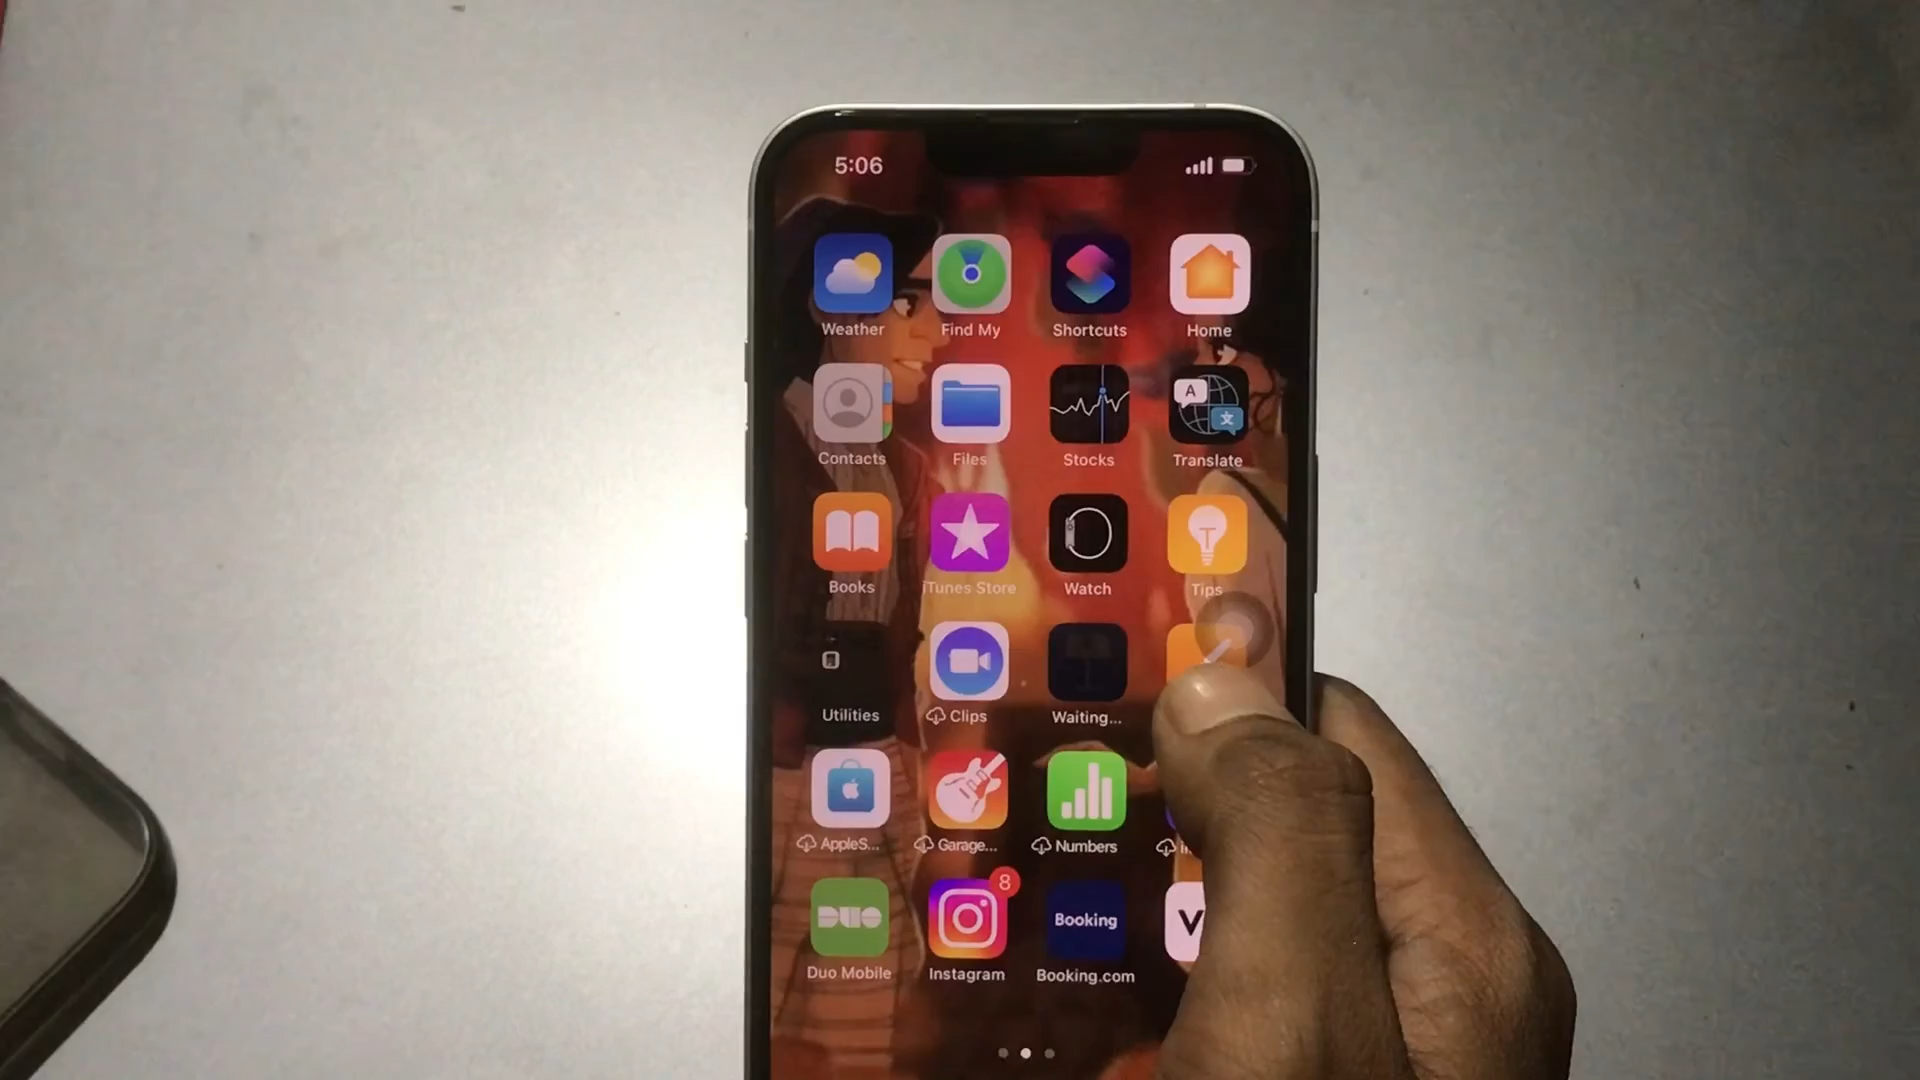 5:06
Weather Find My Shortcuts Home
A 文
Contacts Files Stocks Translate
T
Books iTunes Store Watch Tips
Utilities Clips Waiting...
AppleS... Garage... Numbers
8
DUO Booking V
Duo Mobile Instagram Booking.com